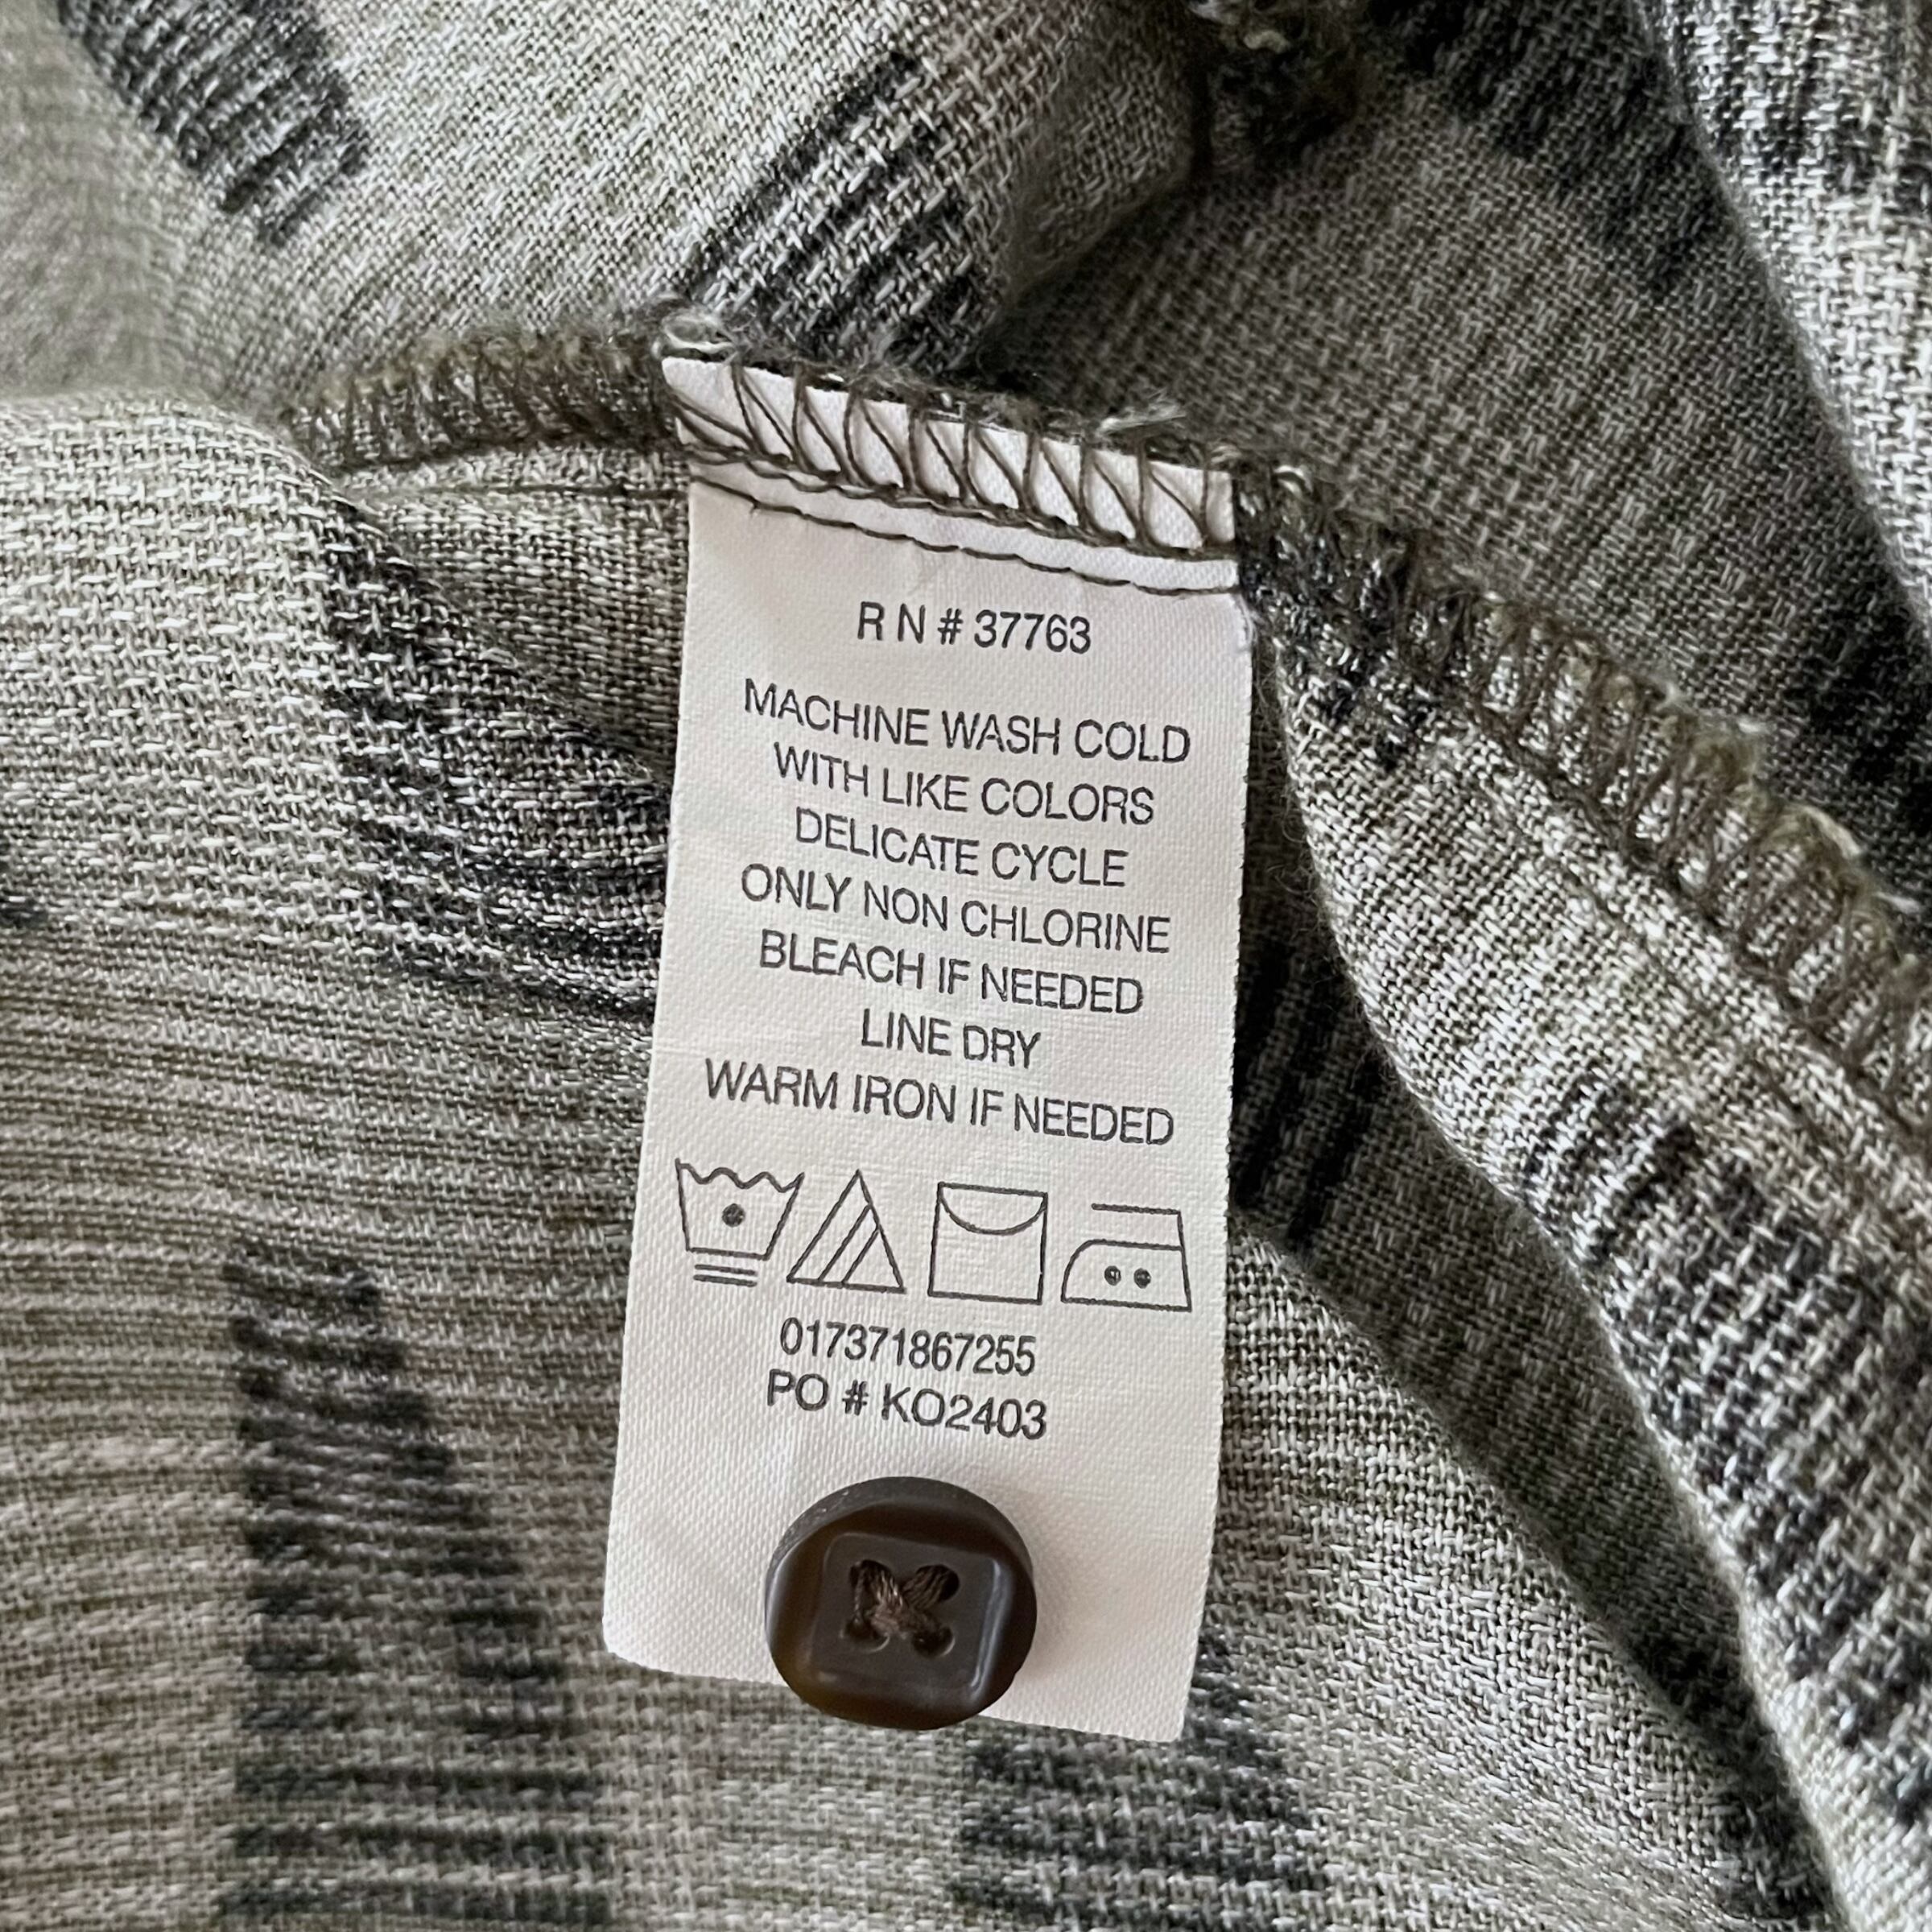 RN # 37763
MACHINE WASH COLD
WITH LIKE COLORS
DELICATE CYCLE
ONLY NON CHLORINE
BLEACH IF NEEDED
LINE DRY
WARM IRON IF NEEDED
017371867255
PO # KO2403